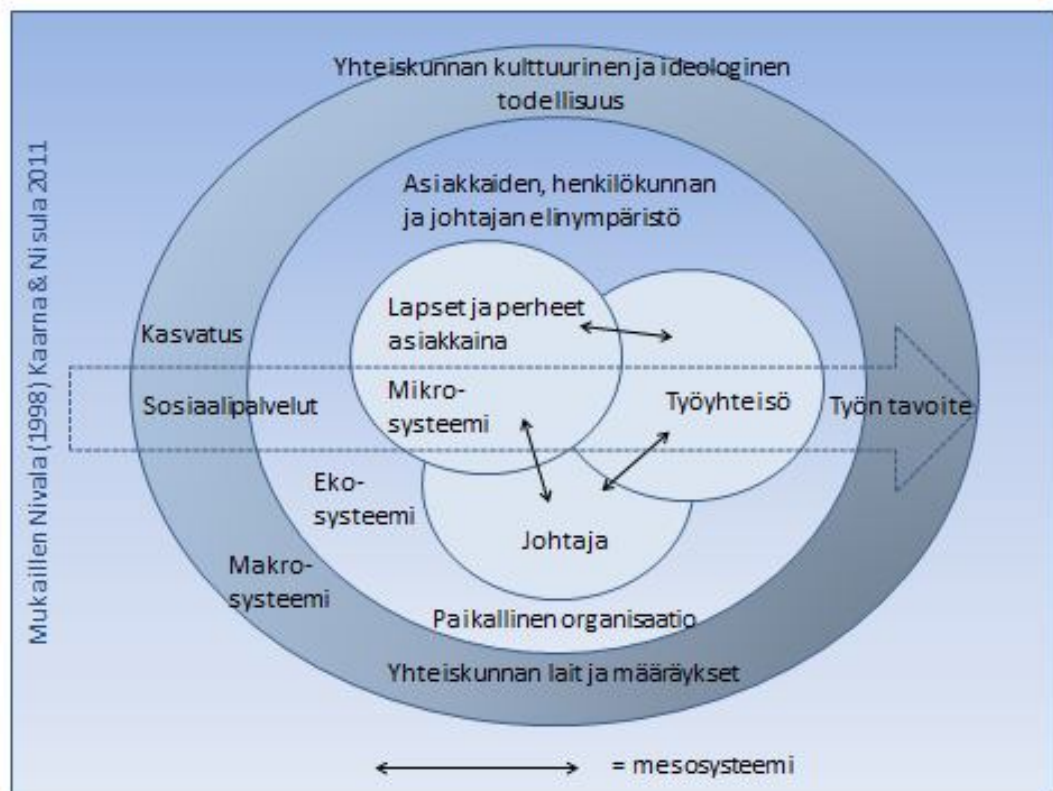 Mukaillen Nivala (1998) Kaarna & Nisula 2011
Yhteiskunnan kulttuurinen ja ideologinen
todellisuus
Asiakkaiden, henkilökunnan
ja johtajan elinympäristö
Lapset ja perheet
asiakkaina
Kasvatus
Sosiaalipalvelut
Mikro-
systeemi
Työyhteisö
Työn tavoite
Eko-
systeemi
Johtaja
Makro-
systeemi
Paikallinen organisaatio
Yhteiskunnan lait ja määräykset
= mesosysteemi